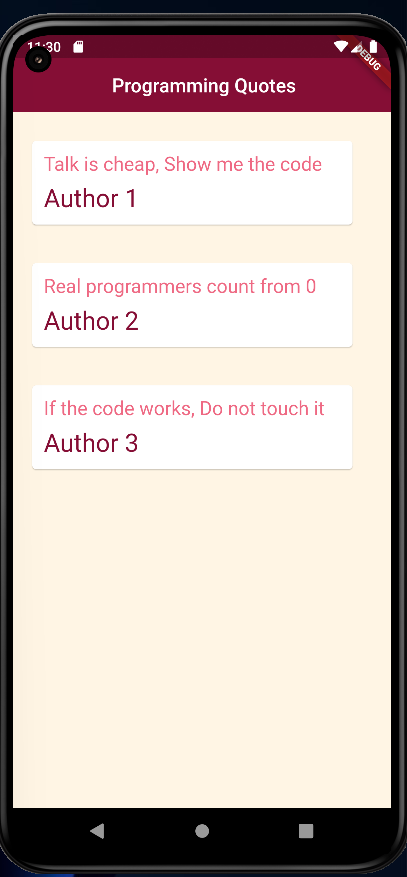 11:30
DEBUG
Programming Quotes
Talk is cheap, Show me the code
Author 1
Real programmers count from 0
Author 2
If the code works, Do not touch it
Author 3